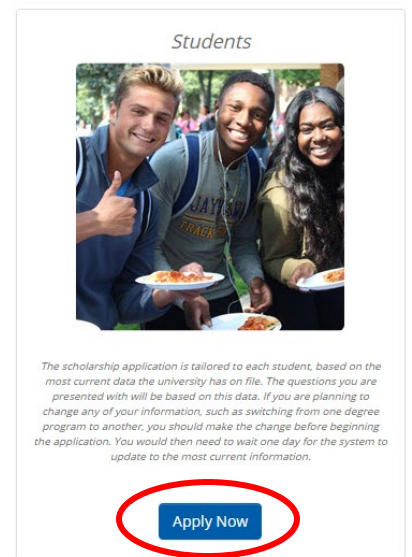 Students
JAYHAWK
TRACK
The scholarship application is tailored to each student, based on the
most current data the university has on file. The questions you are
presented with will be based on this data. If you are planning to
change any of your information, such as switching from one degree
program to another, you should make the change before beginning
the application. You would then need to wait one day for the system to
update to the most current information.
Apply Now